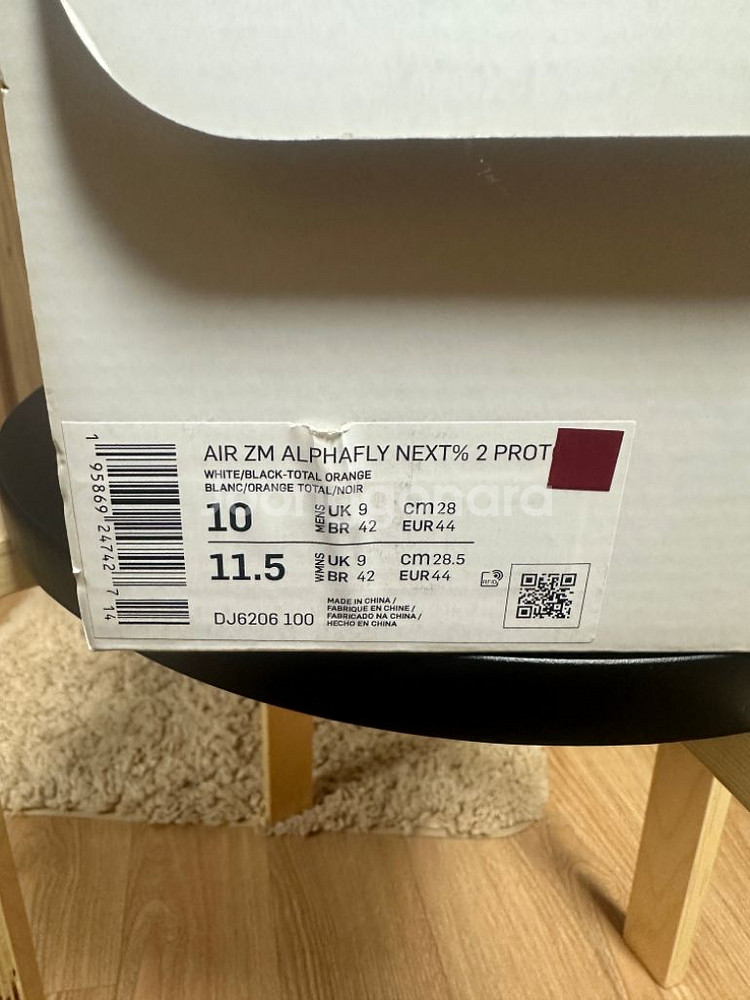 AIR ZM ALPHAFLY NEXT% 2 PROT
WHITE/BLACK-TOTAL ORANGE
BLANC/ORANGE TOTAL/NOIR
10 MENS UK 9 cm 28
BR 42 EUR 44
11.5 WMNS UK 9 cm 28.5
BR 42 EUR 44
RFID
DJ6206 100
MADE IN CHINA /
FABRIQUE EN CHINE /
FABRICADO NA CHINA /
HECHO EN CHINA
1 95869 24742 7 14